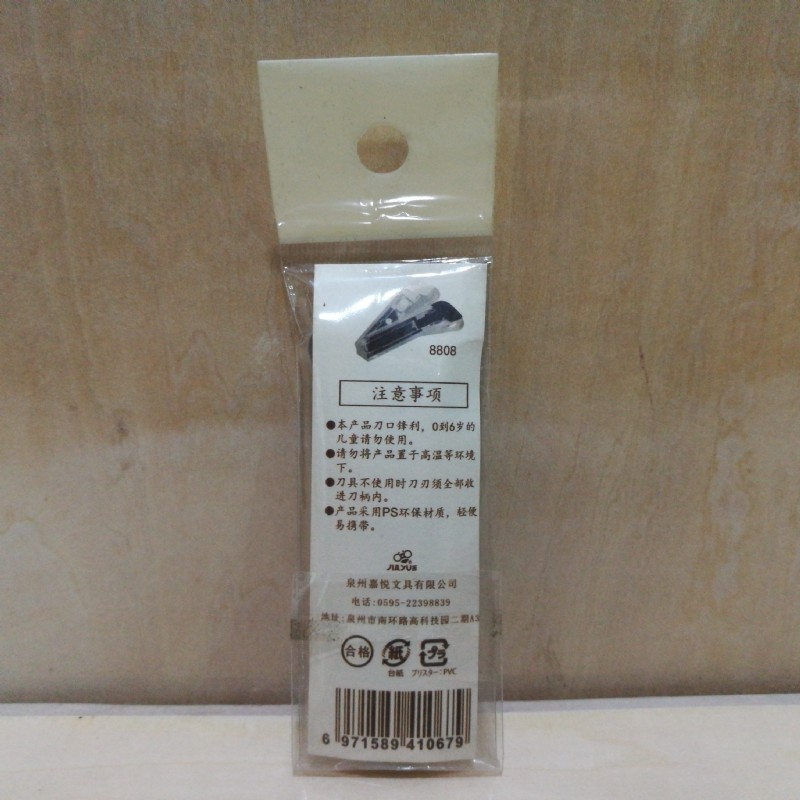 8808
注意事项
●本产品刀口锋利，0到6岁的
儿童请勿使用。
●请勿将产品置于高温等环境
下。
●刀具不使用时刀刃须全部收
进刀柄内。
●产品采用PS环保材质，轻便
易携带。
泉州嘉悦文具有限公司
电话:0595-22398839
地址:泉州市南环路高科技园二期A3
合格 紙 プラ
台紙 ブリスター:PVC
6 971589 410679